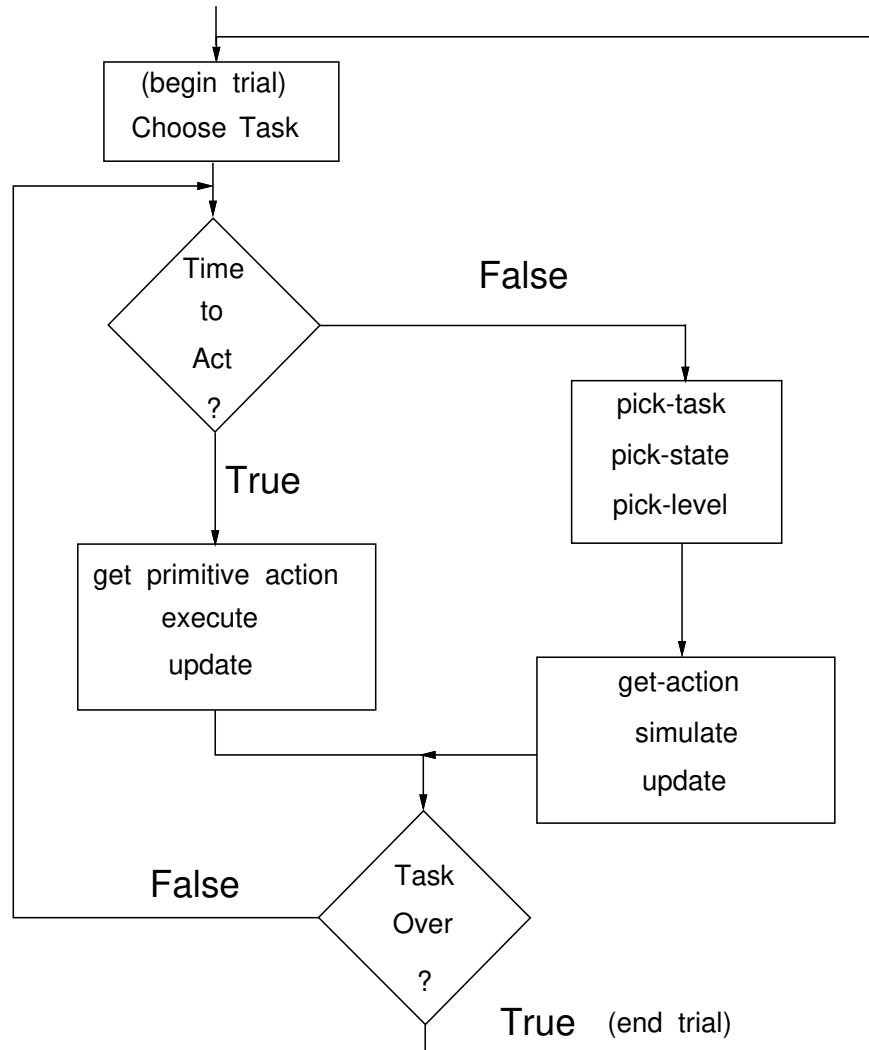 (begin trial)
Choose Task
Time
to
Act
?
False
True
pick-task
pick-state
pick-level
get primitive action
execute
update
get-action
simulate
update
Task
Over
?
False
True (end trial)